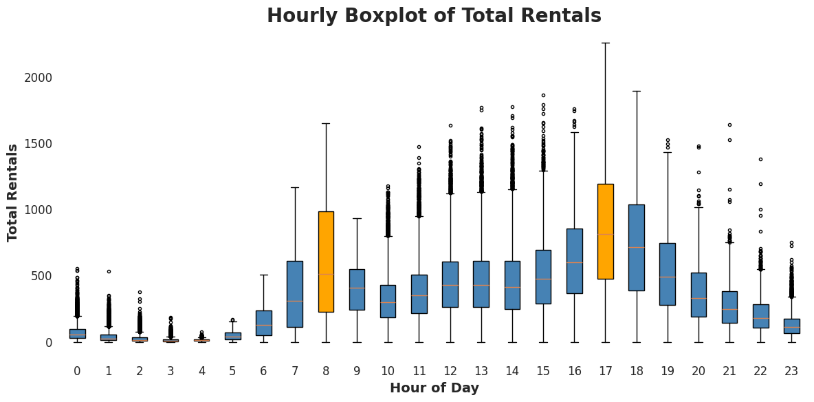 Hourly Boxplot of Total Rentals
Total Rentals
2000
1500
1000
500
0
0 1 2 3 4 5 6 7 8 9 10 11 12 13 14 15 16 17 18 19 20 21 22 23
Hour of Day